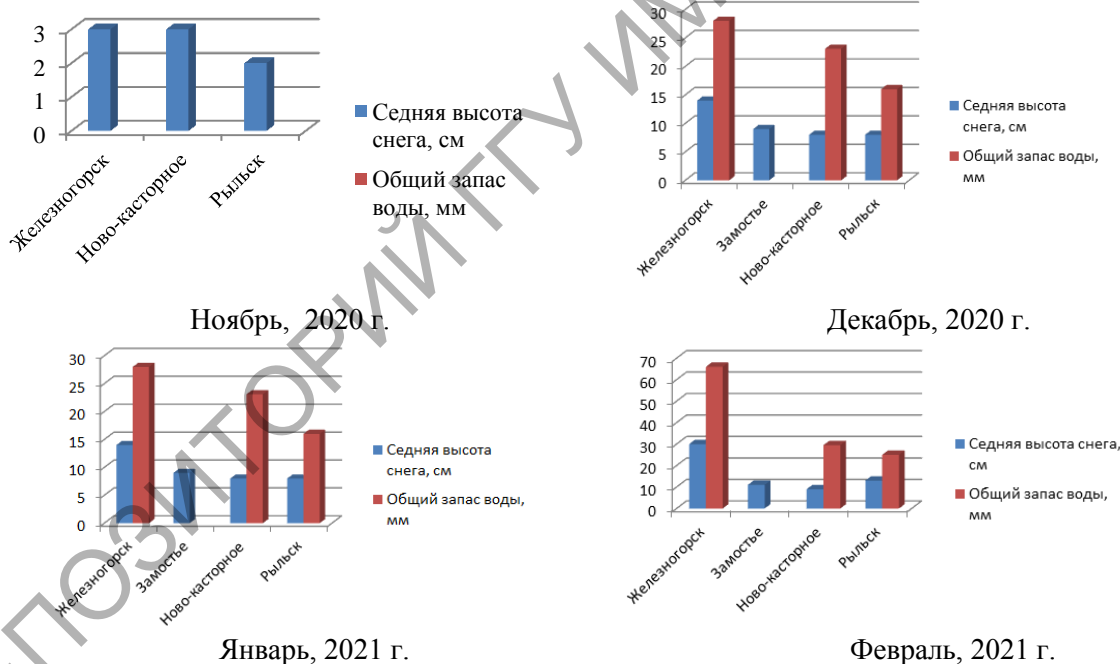 3
2
1
0
Железногорск
Ново-касторное
Рыльск
Седняя высота
снега, см
Общий запас
воды, мм
Ноябрь, 2020 г.
30
25
20
15
10
5
0
Железногорск
Замостье
Ново-касторное
Рыльск
Седняя высота
снега, см
Общий запас воды,
мм
Декабрь, 2020 г.
30
25
20
15
10
5
0
Железногорск
Замостье
Ново-касторное
Рыльск
Седняя высота
снега, см
Общий запас воды,
мм
Январь, 2021 г.
70
60
50
40
30
20
10
0
Железногорск
Замостье
Ново-касторное
Рыльск
Седняя высота снега,
см
Общий запас воды,
мм
Февраль, 2021 г.
ПОЗИТОРИЙ ГГУ ИМ